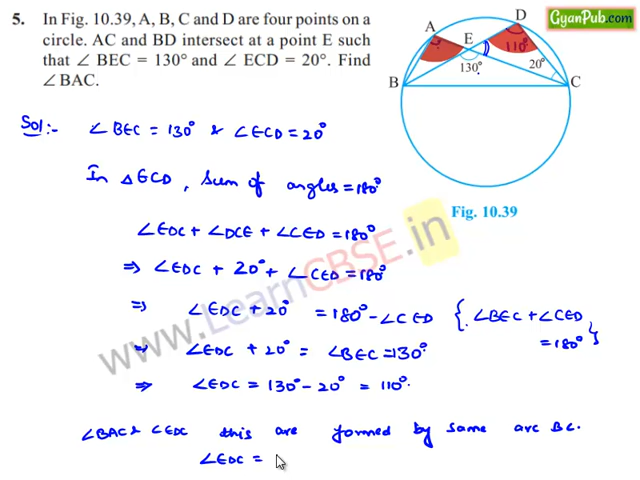 GyanPub.com
5. In Fig. 10.39, A, B, C and D are four points on a
circle. AC and BD intersect at a point E such
that ∠ BEC = 130° and ∠ ECD = 20°. Find
∠ BAC.
A
D
E
110°
130°
20°
B
C
Fig. 10.39
Sol:- ∠BEC = 130° & ∠ECD = 20°
In △ECD, Sum of angles = 180°
∠EDC + ∠DCE + ∠CED = 180°
⇒ ∠EDC + 20° + ∠CED = 180°
⇒ ∠EDC + 20° = 180° - ∠CED { ∠BEC + ∠CED
= 180° }
⇒ ∠EDC + 20° = ∠BEC = 130°
⇒ ∠EDC = 130° - 20° = 110°
∠BAC & ∠EDC this are formed by same arc BC.
∠EDC =
www.LearnCBSE.in